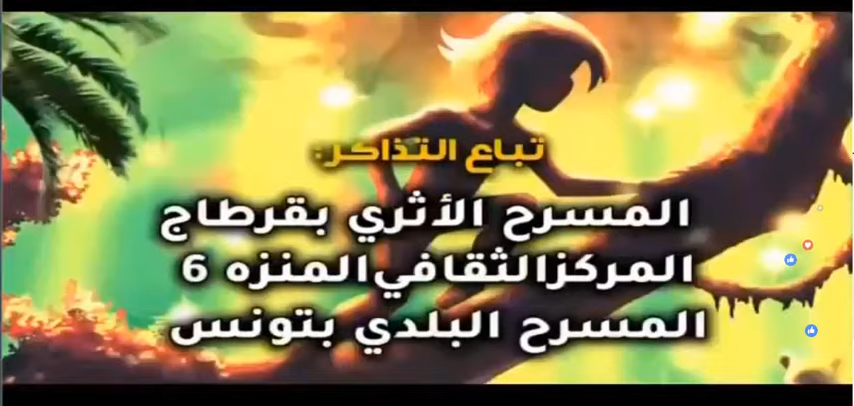 تباع التذاكر:
المسرح الأثري بقرطاج
المركزالثقافي المنزه 6
المسرح البلدي بتونس